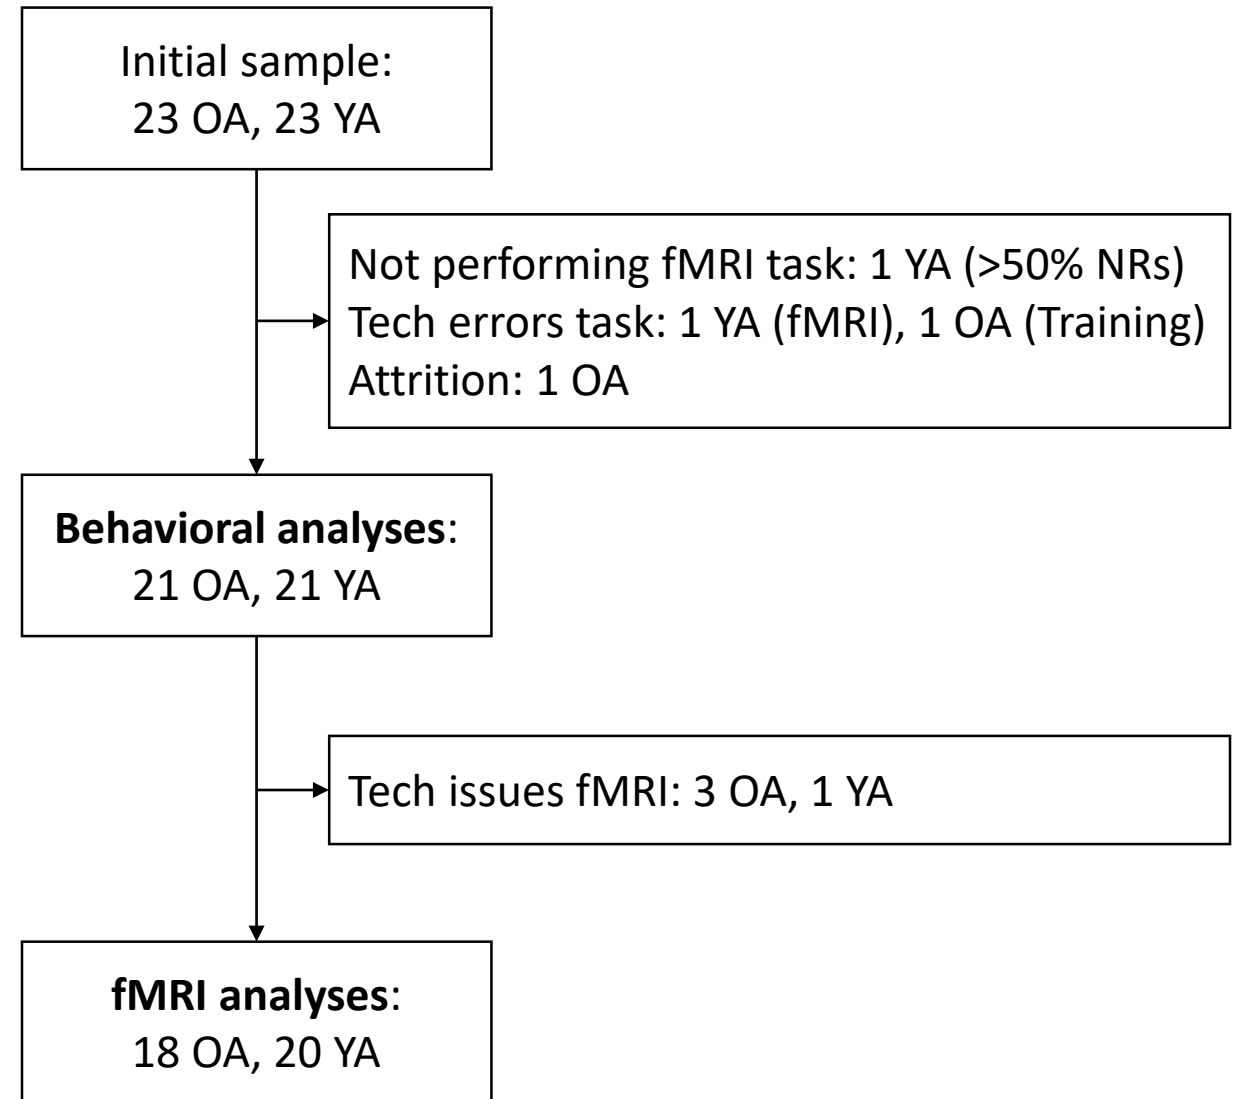 Initial sample:
23 OA, 23 YA
Not performing fMRI task: 1 YA (>50% NRs)
Tech errors task: 1 YA (fMRI), 1 OA (Training)
Attrition: 1 OA
Behavioral analyses:
21 OA, 21 YA
Tech issues fMRI: 3 OA, 1 YA
fMRI analyses:
18 OA, 20 YA